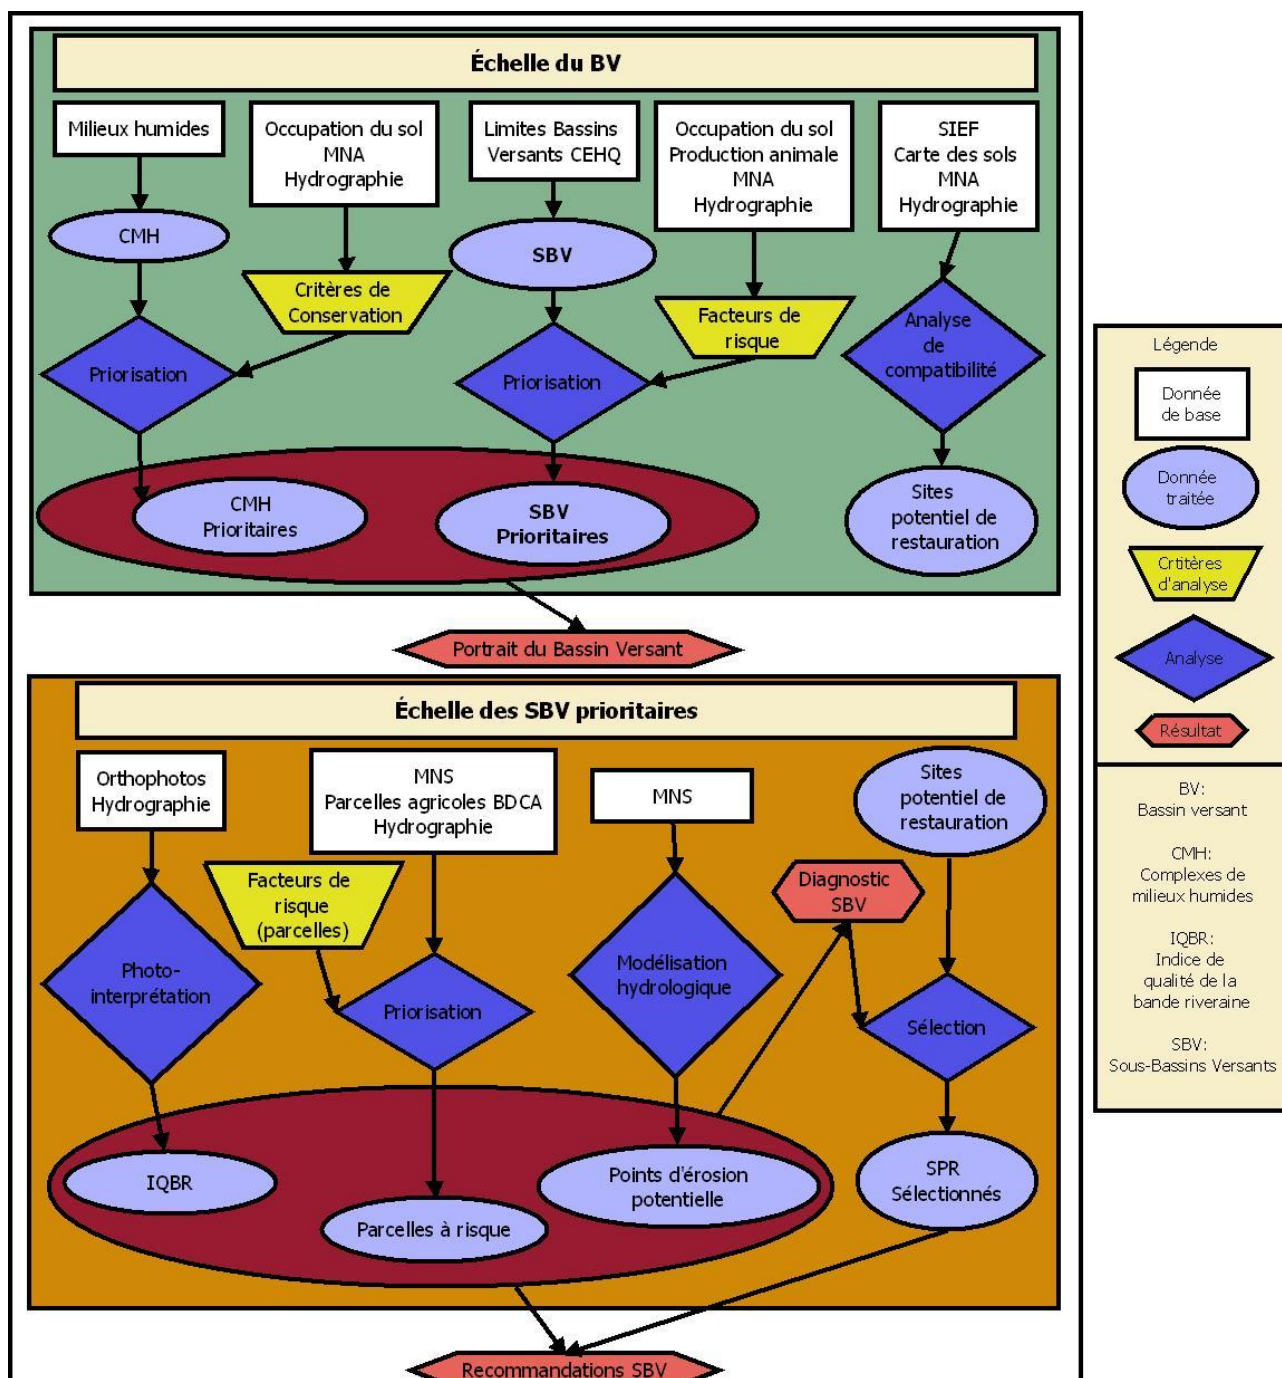 Échelle du BV
Milieux humides
Occupation du sol
MNA
Hydrographie
Limites Bassins
Versants CEHQ
Occupation du sol
Production animale
MNA
Hydrographie
SIEF
Carte des sols
MNA
Hydrographie
CMH
Critères de
Conservation
SBV
Facteurs de
risque
Analyse
de
compatibilité
Priorisation
Priorisation
CMH
Prioritaires
SBV
Prioritaires
Sites
potentiel de
restauration
Portrait du Bassin Versant
Échelle des SBV prioritaires
Orthophotos
Hydrographie
MNS
Parcelles agricoles BDCA
Hydrographie
MNS
Sites
potentiel de
restauration
Facteurs de
risque
(parcelles)
Diagnostic
SBV
Photo-
interprétation
Priorisation
Modélisation
hydrologique
Sélection
IQBR
Parcelles à risque
Points d'érosion
potentielle
SPR
Sélectionnés
Recommandations SBV
Légende
Donnée
de base
Donnée
traitée
Crtitères
d'analyse
Analyse
Résultat
BV:
Bassin versant
CMH:
Complexes de
milieux humides
IQBR:
Indice de
qualité de la
bande riveraine
SBV:
Sous-Bassins Versants